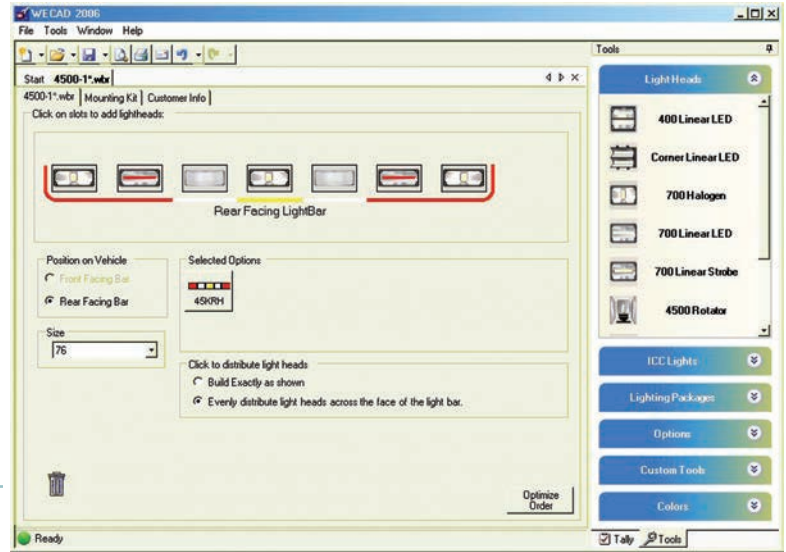 WECAD 2006
File Tools Window Help
Tools
Start 4500-1*.wbr
4500-1*.wbr Mounting Kit Customer Info
Click on slots to add lightheads:
Rear Facing LightBar
Position on Vehicle
Front Facing Bar
Rear Facing Bar
Size
76
Selected Options
45KRH
Click to distribute light heads
Build Exactly as shown
Evenly distribute light heads across the face of the light bar.
Optimize
Order
Ready
Light Heads
400 Linear LED
Corner Linear LED
700 Halogen
700 Linear LED
700 Linear Strobe
4500 Rotator
ICC Lights
Lighting Packages
Options
Custom Tools
Colors
Tally Tools